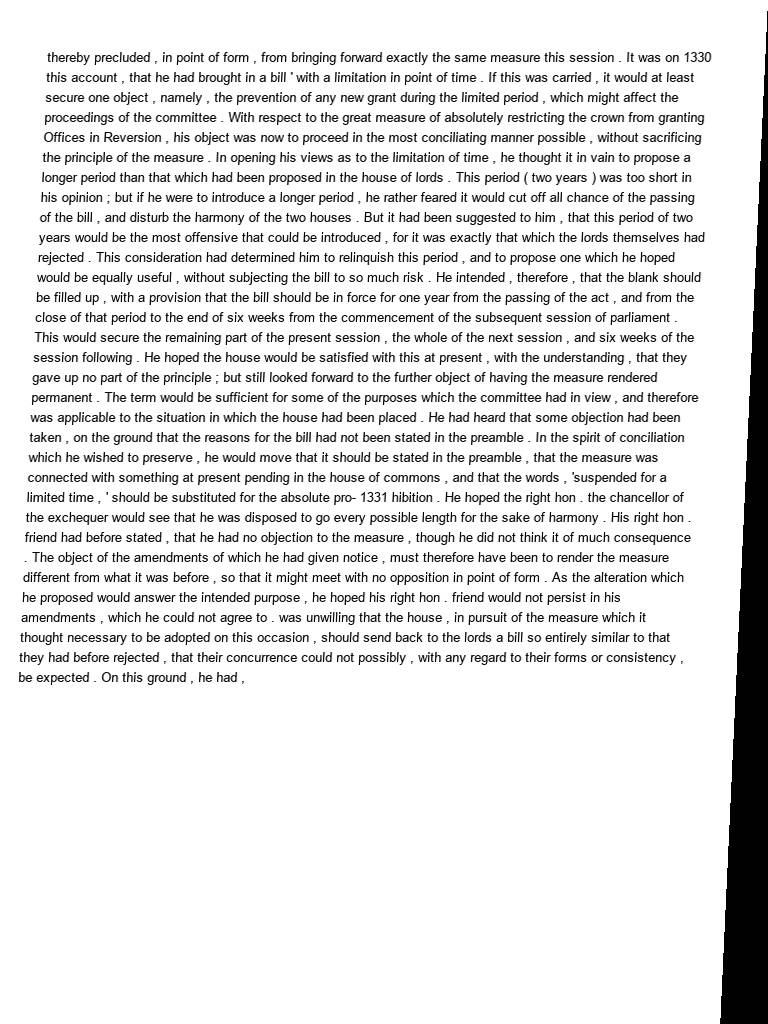 thereby precluded , in point of form , from bringing forward exactly the same measure this session . It was on 1330
this account , that he had brought in a bill ' with a limitation in point of time . If this was carried , it would at least
secure one object , namely , the prevention of any new grant during the limited period , which might affect the
proceedings of the committee . With respect to the great measure of absolutely restricting the crown from granting
Offices in Reversion , his object was now to proceed in the most conciliating manner possible , without sacrificing
the principle of the measure . In opening his views as to the limitation of time , he thought it in vain to propose a
longer period than that which had been proposed in the house of lords . This period ( two years ) was too short in
his opinion ; but if he were to introduce a longer period , he rather feared it would cut off all chance of the passing
of the bill , and disturb the harmony of the two houses . But it had been suggested to him , that this period of two
years would be the most offensive that could be introduced , for it was exactly that which the lords themselves had
rejected . This consideration had determined him to relinquish this period , and to propose one which he hoped
would be equally useful , without subjecting the bill to so much risk . He intended , therefore , that the blank should
be filled up , with a provision that the bill should be in force for one year from the passing of the act , and from the
close of that period to the end of six weeks from the commencement of the subsequent session of parliament .
This would secure the remaining part of the present session , the whole of the next session , and six weeks of the
session following . He hoped the house would be satisfied with this at present , with the understanding , that they
gave up no part of the principle ; but still looked forward to the further object of having the measure rendered
permanent . The term would be sufficient for some of the purposes which the committee had in view , and therefore
was applicable to the situation in which the house had been placed . He had heard that some objection had been
taken , on the ground that the reasons for the bill had not been stated in the preamble . In the spirit of conciliation
which he wished to preserve , he would move that it should be stated in the preamble , that the measure was
connected with something at present pending in the house of commons , and that the words , 'suspended for a
limited time , ' should be substituted for the absolute pro- 1331 hibition . He hoped the right hon . the chancellor of
the exchequer would see that he was disposed to go every possible length for the sake of harmony . His right hon .
friend had before stated , that he had no objection to the measure , though he did not think it of much consequence
. The object of the amendments of which he had given notice , must therefore have been to render the measure
different from what it was before , so that it might meet with no opposition in point of form . As the alteration which
he proposed would answer the intended purpose , he hoped his right hon . friend would not persist in his
amendments , which he could not agree to . was unwilling that the house , in pursuit of the measure which it
thought necessary to be adopted on this occasion , should send back to the lords a bill so entirely similar to that
they had before rejected , that their concurrence could not possibly , with any regard to their forms or consistency ,
be expected . On this ground , he had ,